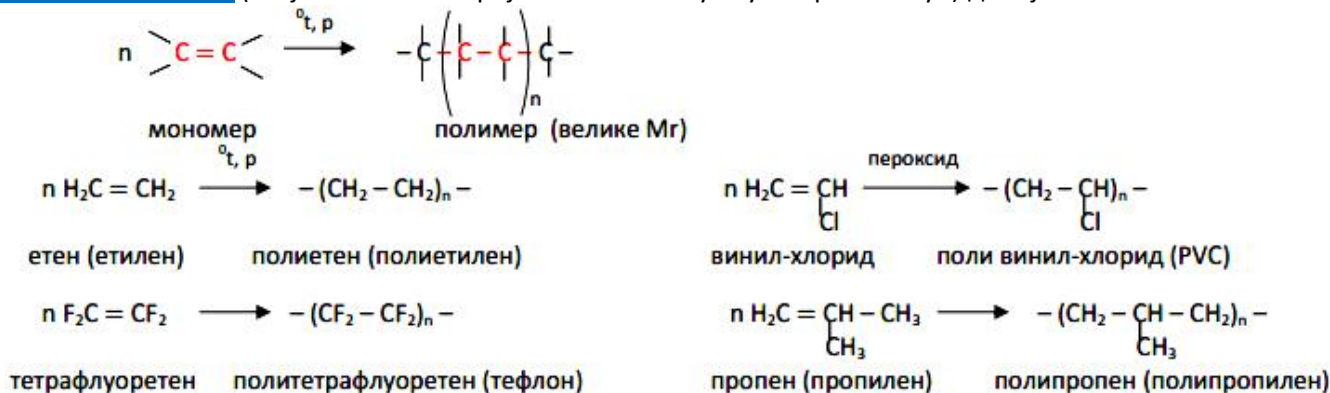 ⁰t, p
n C = C → – C – ( C – C )ₙ – C –
мономер полимер (велике Mr)
⁰t, p
n H₂C = CH₂ → – (CH₂ – CH₂)ₙ –
етен (етилен) полиетен (полиетилен)
n F₂C = CF₂ → – (CF₂ – CF₂)ₙ –
тетрафлуоретен политетрафлуоретен (тефлон)
пероксид
n H₂C = CH → – (CH₂ – CH)ₙ –
Cl Cl
винил-хлорид поли винил-хлорид (PVC)
n H₂C = CH – CH₃ → – (CH₂ – CH – CH₂)ₙ –
CH₃ CH₃
пропен (пропилен) полипропен (полипропилен)